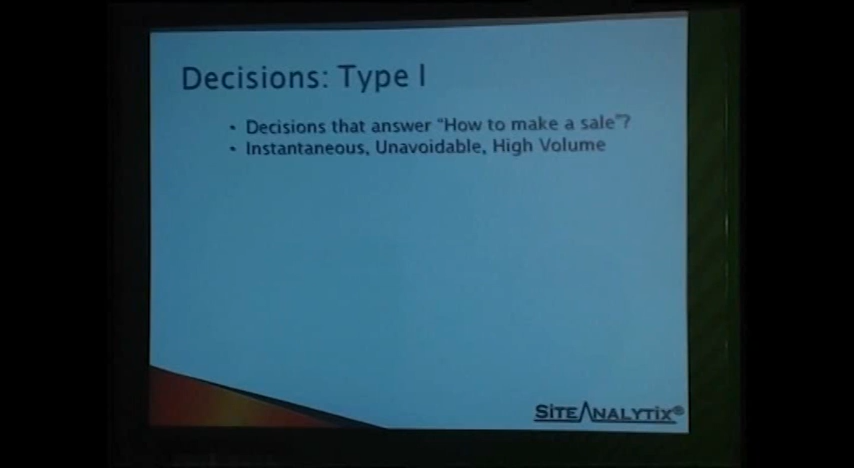 Decisions: Type I
• Decisions that answer “How to make a sale”?
• Instantaneous, Unavoidable, High Volume
SiteAnalytix®